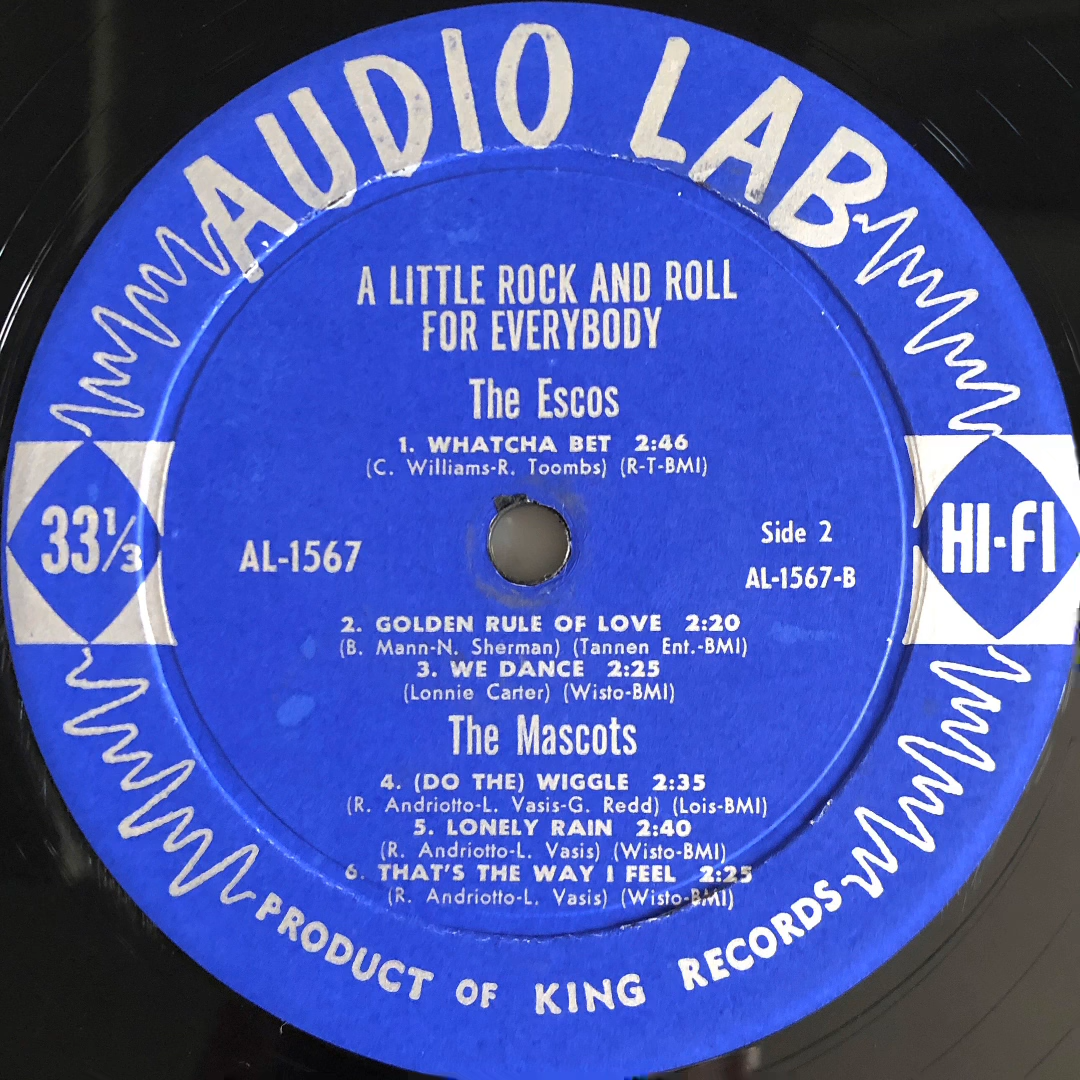 AUDIO LAB
A LITTLE ROCK AND ROLL
FOR EVERYBODY
The Escos
1. WHATCHA BET 2:46
(C. Williams-R. Toombs) (R-T-BMI)
33⅓
AL-1567
Side 2
AL-1567-B
HI-FI
2. GOLDEN RULE OF LOVE 2:20
(B. Mann-N. Sherman) (Tannen Ent.-BMI)
3. WE DANCE 2:25
(Lonnie Carter) (Wisto-BMI)
The Mascots
4. (DO THE) WIGGLE 2:35
(R. Andriotto-L. Vasis-G. Redd) (Lois-BMI)
5. LONELY RAIN 2:40
(R. Andriotto-L. Vasis) (Wisto-BMI)
6. THAT'S THE WAY I FEEL 2:25
(R. Andriotto-L. Vasis) (Wisto-BMI)
PRODUCT OF KING RECORDS